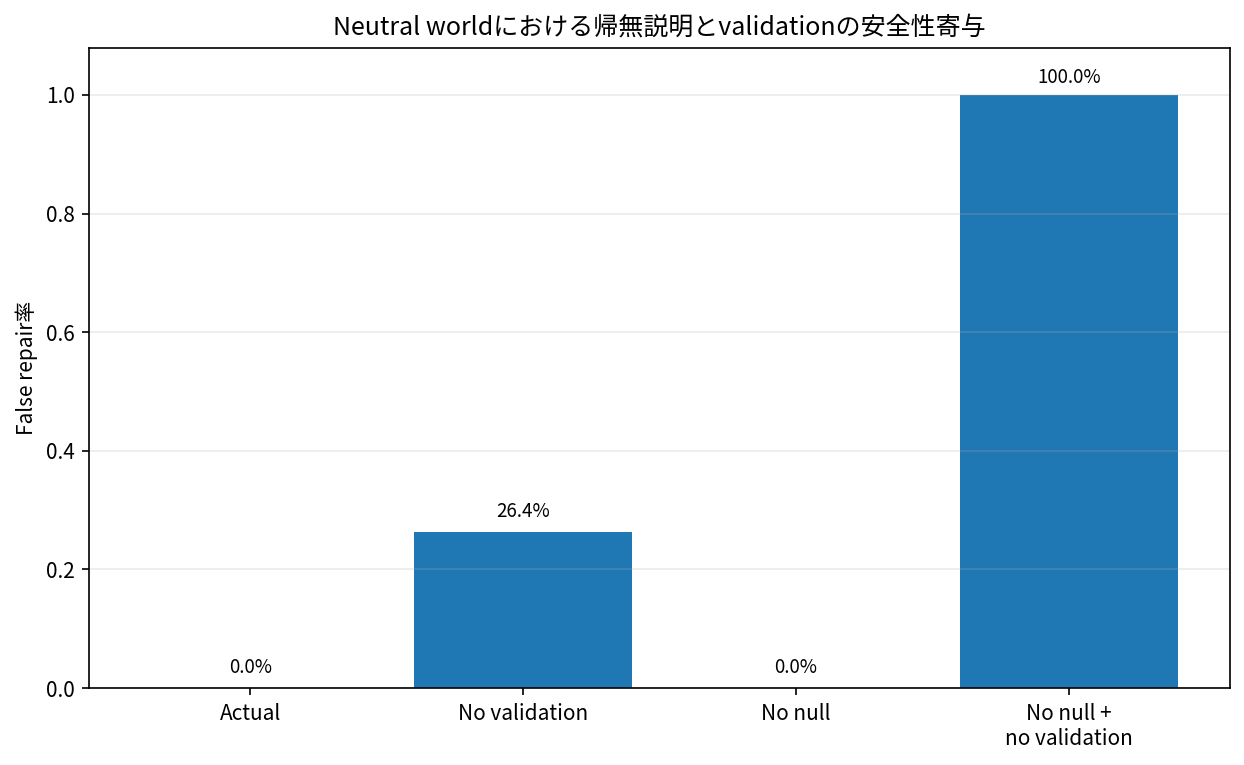 Neutral worldにおける帰無説明とvalidationの安全性寄与
False repair率
1.0
0.8
0.6
0.4
0.2
0.0
0.0%
26.4%
0.0%
100.0%
Actual
No validation
No null
No null +
no validation